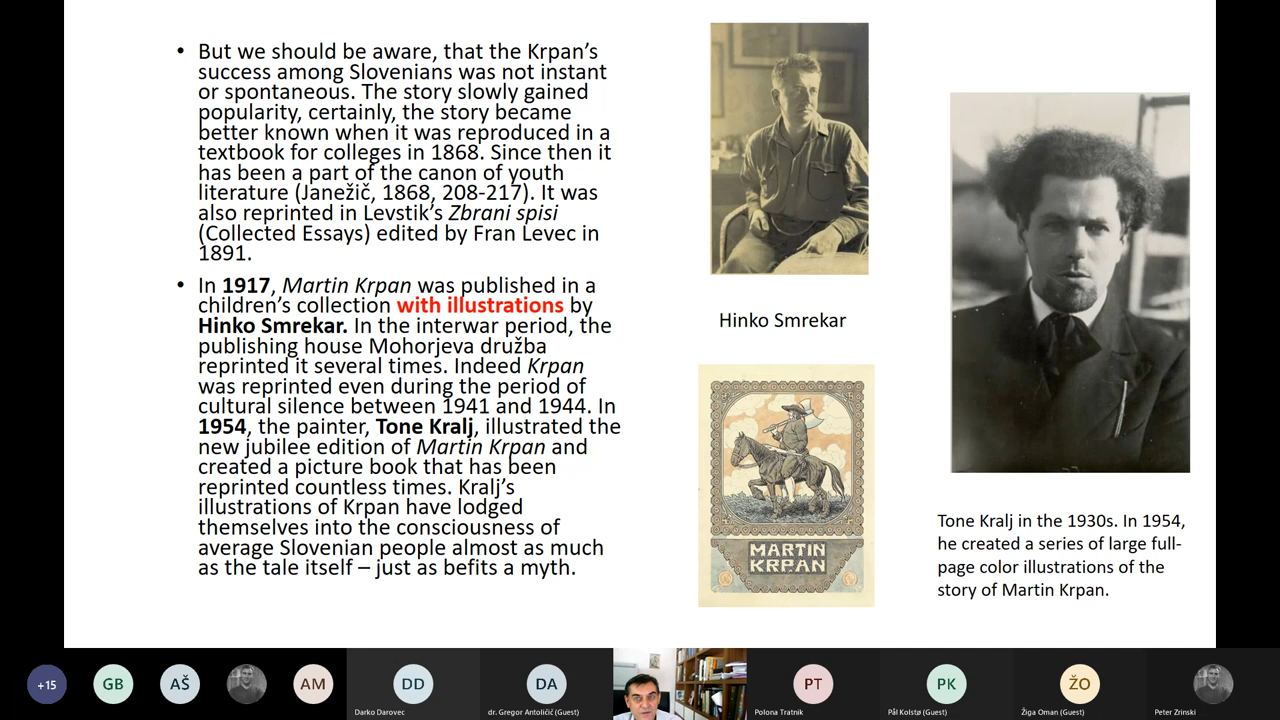 • But we should be aware, that the Krpan’s
success among Slovenians was not instant
or spontaneous. The story slowly gained
popularity, certainly, the story became
better known when it was reproduced in a
textbook for colleges in 1868. Since then it
has been a part of the canon of youth
literature (Janežič, 1868, 208-217). It was
also reprinted in Levstik’s Zbrani spisi
(Collected Essays) edited by Fran Levec in
1891.
• In 1917, Martin Krpan was published in a
children’s collection with illustrations by
Hinko Smrekar. In the interwar period, the
publishing house Mohorjeva družba
reprinted it several times. Indeed Krpan
was reprinted even during the period of
cultural silence between 1941 and 1944. In
1954, the painter, Tone Kralj, illustrated the
new jubilee edition of Martin Krpan and
created a picture book that has been
reprinted countless times. Kralj’s
illustrations of Krpan have lodged
themselves into the consciousness of
average Slovenian people almost as much
as the tale itself – just as befits a myth.
Hinko Smrekar
MARTIN
KRPAN
Tone Kralj in the 1930s. In 1954,
he created a series of large full-
page color illustrations of the
story of Martin Krpan.
+15
GB
AŠ
AM
DD
Darko Darovec
DA
dr. Gregor Antoličič (Guest)
PT
Polona Tratnik
PK
Pål Kolstø (Guest)
ŽO
Žiga Oman (Guest)
Peter Zrinski